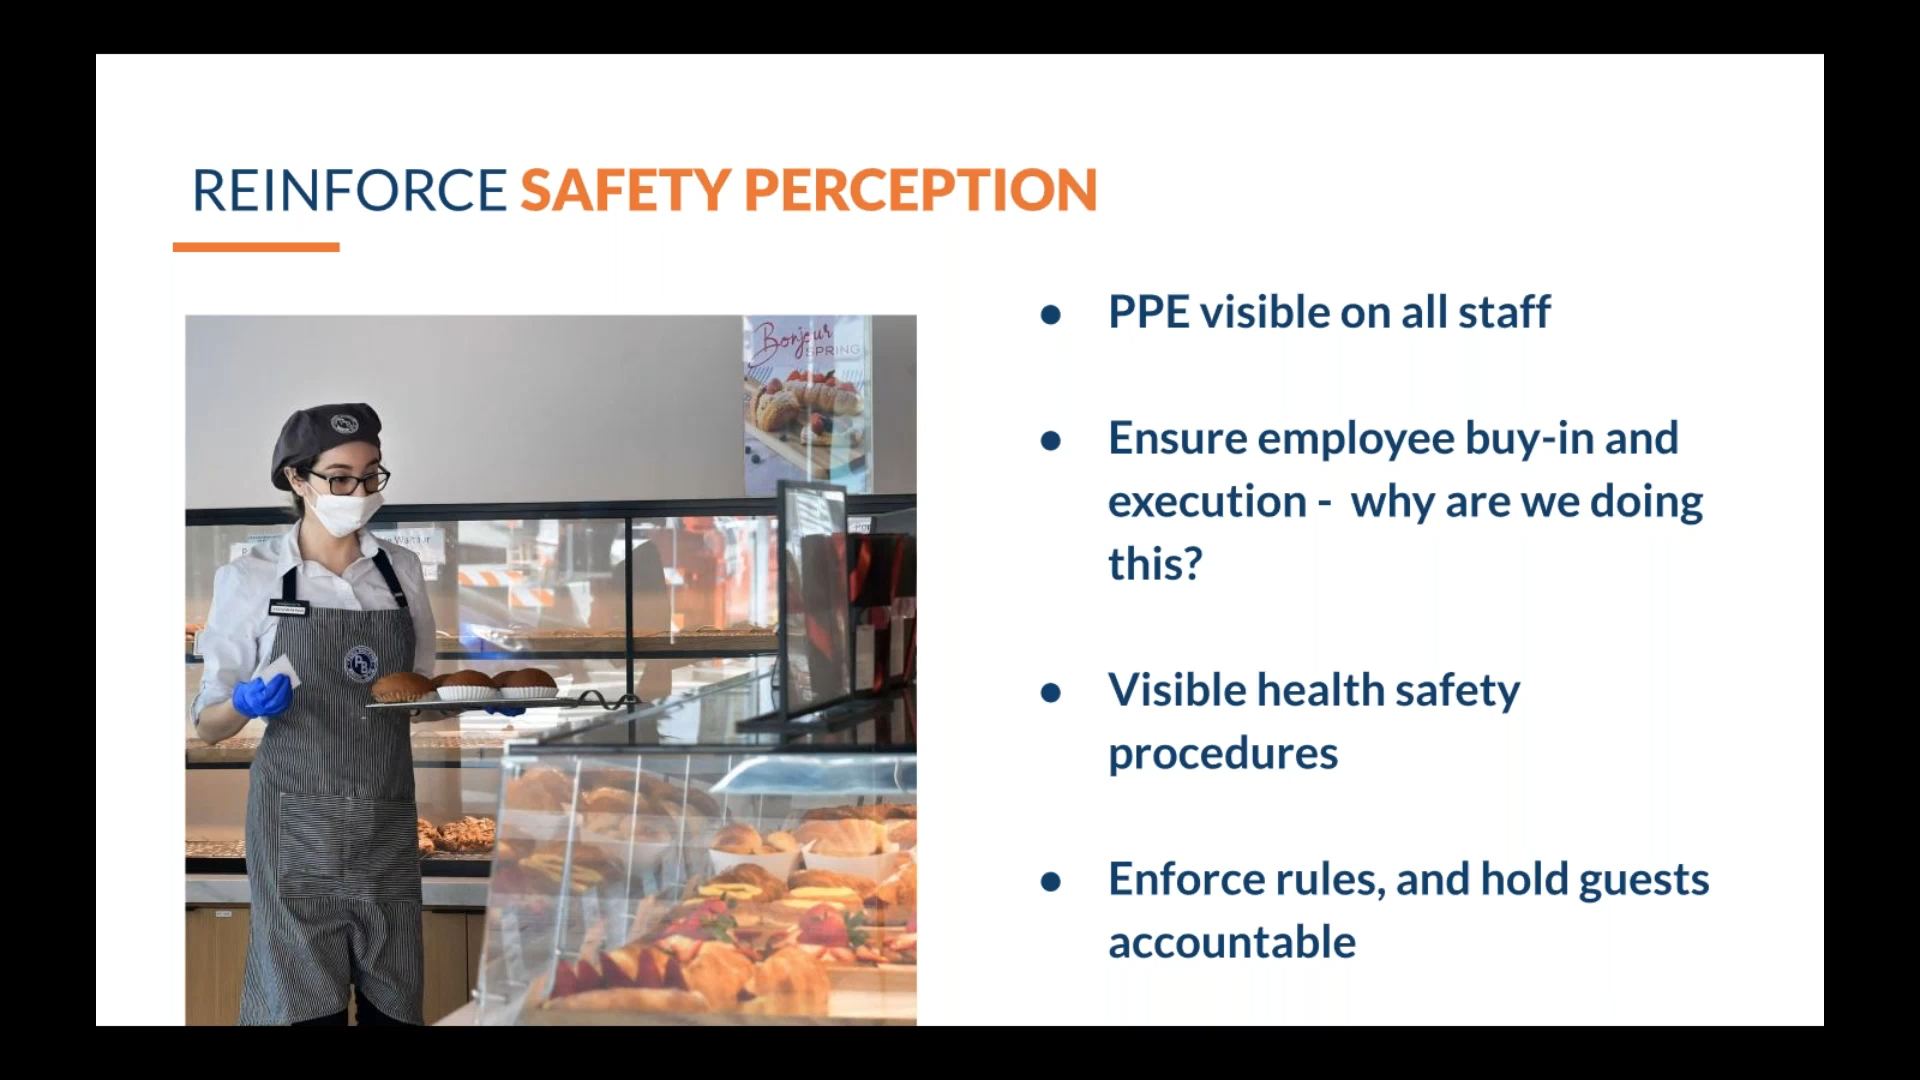 REINFORCE SAFETY PERCEPTION
Bonjour
SPRING
● PPE visible on all staff
● Ensure employee buy-in and
execution - why are we doing
this?
● Visible health safety
procedures
● Enforce rules, and hold guests
accountable